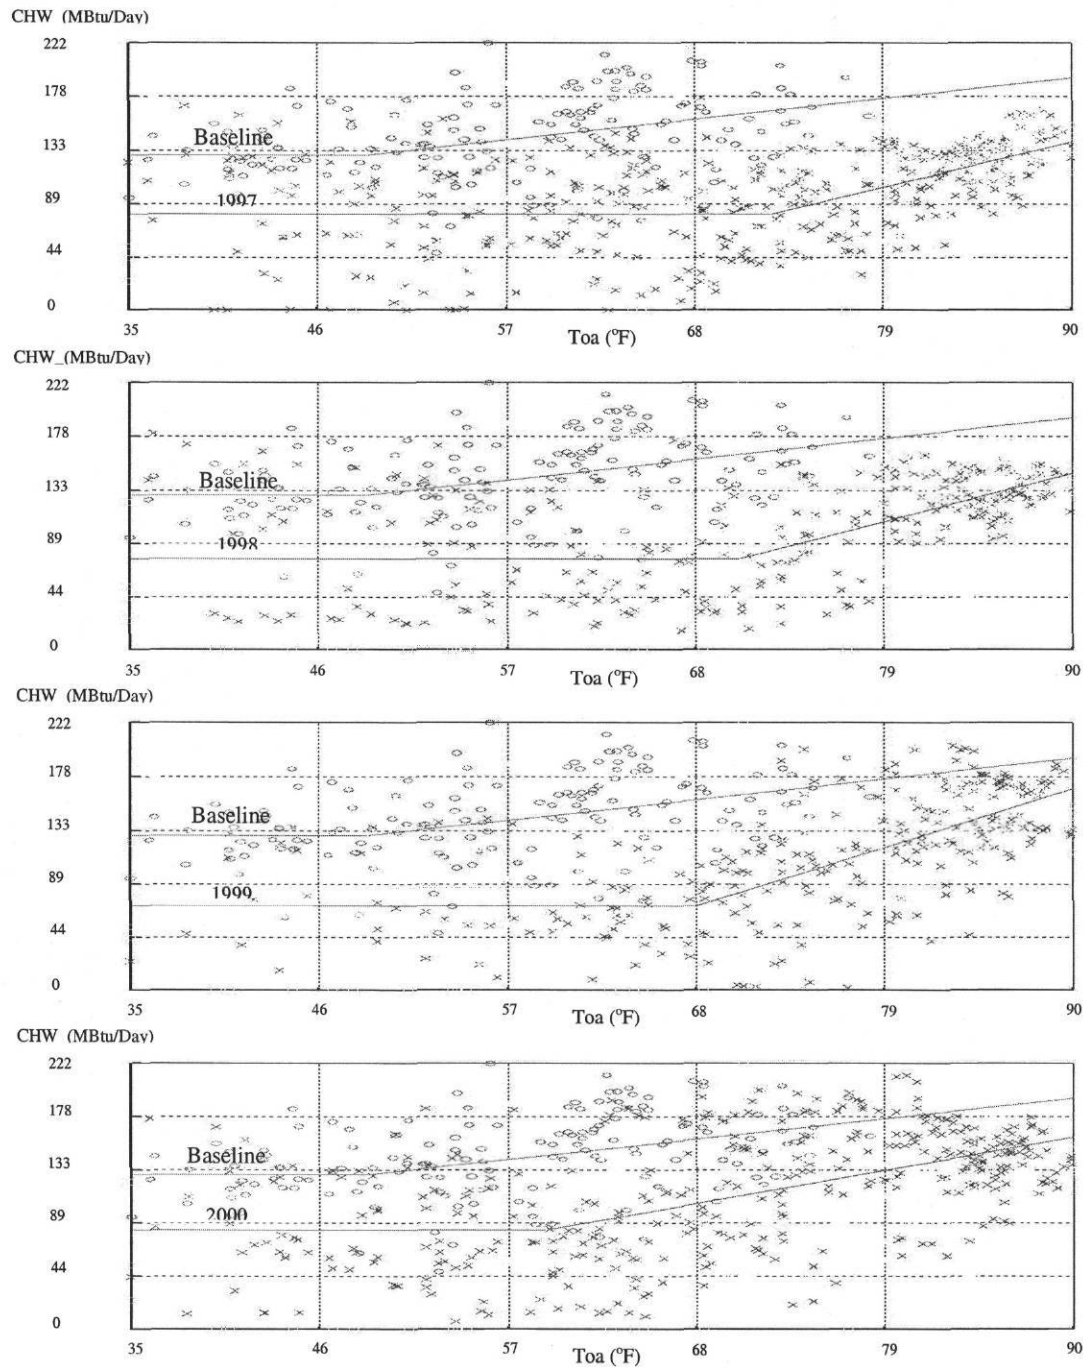 CHW (MBtu/Day)
222
178
Baseline
133
1997
89
44
0
35 46 57 68 79 90
Toa (°F)
CHW_(MBtu/Day)
222
178
Baseline
133
1998
89
44
0
35 46 57 68 79 90
Toa (°F)
CHW (MBtu/Day)
222
178
Baseline
133
1999
89
44
0
35 46 57 68 79 90
Toa (°F)
CHW (MBtu/Day)
222
178
Baseline
133
2000
89
44
0
35 46 57 68 79 90
Toa (°F)